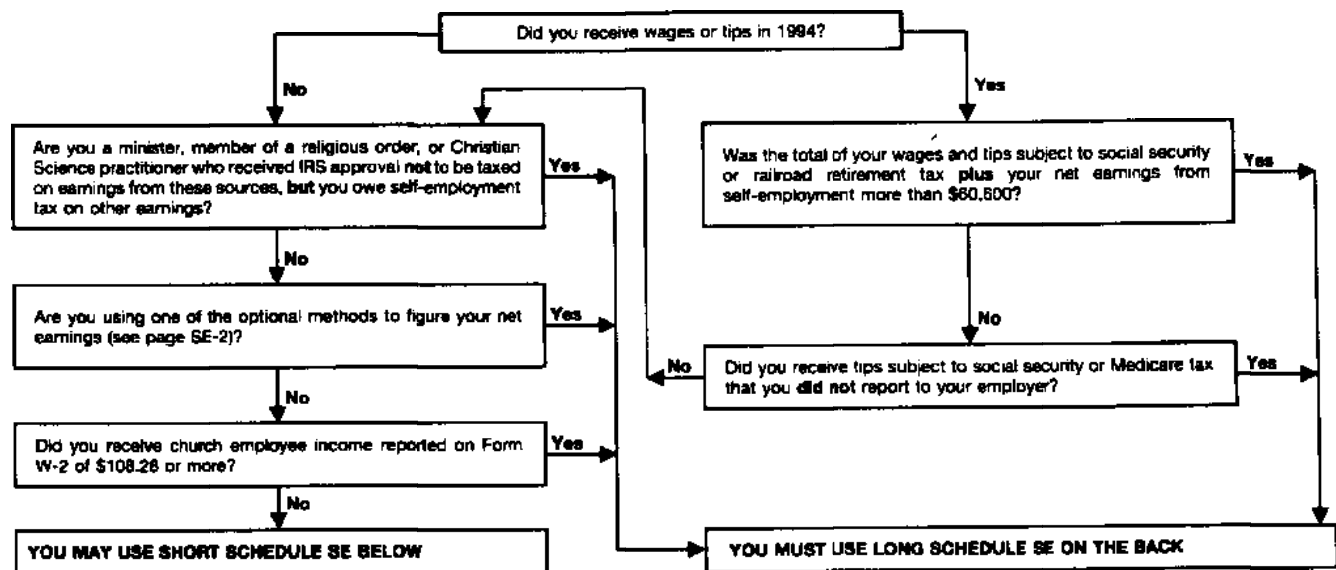 Did you receive wages or tips in 1994?
No
Yes
Are you a minister, member of a religious order, or Christian
Science practitioner who received IRS approval not to be taxed
on earnings from these sources, but you owe self-employment
tax on other earnings?
Yes
Was the total of your wages and tips subject to social security
or railroad retirement tax plus your net earnings from
self-employment more than $60,600?
Yes
No
No
Are you using one of the optional methods to figure your net
earnings (see page SE-2)?
Yes
No
Did you receive tips subject to social security or Medicare tax
that you did not report to your employer?
No
Yes
Did you receive church employee income reported on Form
W-2 of $108.28 or more?
Yes
No
YOU MAY USE SHORT SCHEDULE SE BELOW
YOU MUST USE LONG SCHEDULE SE ON THE BACK